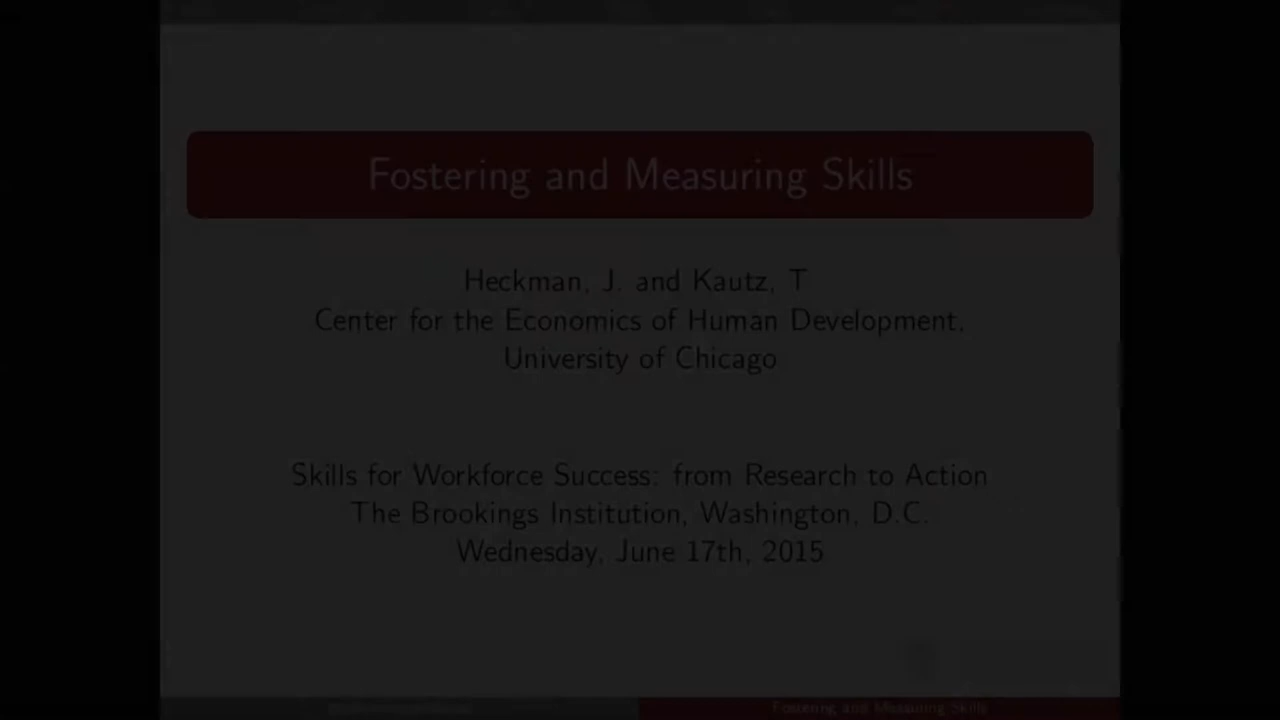 Fostering and Measuring Skills
Heckman, J. and Kautz, T
Center for the Economics of Human Development,
University of Chicago
Skills for Workforce Success: from Research to Action
The Brookings Institution, Washington, D.C.
Wednesday, June 17th, 2015
Fostering and Measuring Skills